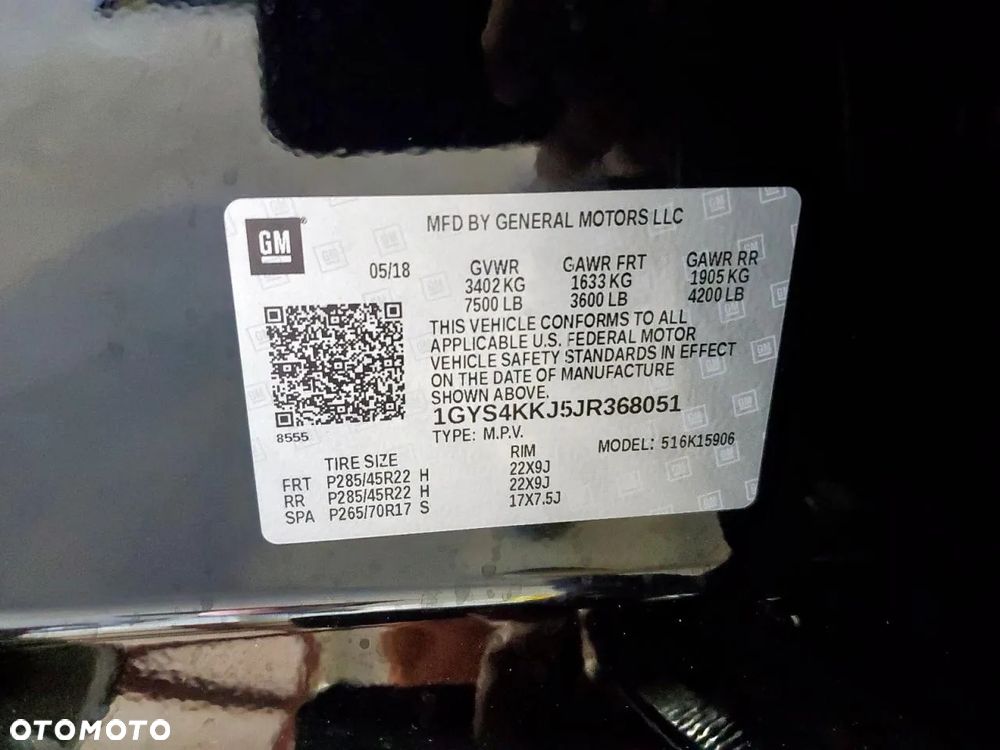 GM
MFD BY GENERAL MOTORS LLC
05/18
GVWR GAWR FRT GAWR RR
3402 KG 1633 KG 1905 KG
7500 LB 3600 LB 4200 LB
THIS VEHICLE CONFORMS TO ALL
APPLICABLE U.S. FEDERAL MOTOR
VEHICLE SAFETY STANDARDS IN EFFECT
ON THE DATE OF MANUFACTURE
SHOWN ABOVE.
8555
1GYS4KKJ5JR368051
TYPE: M.P.V. MODEL: 516K15906
TIRE SIZE RIM
FRT P285/45R22 H 22X9J
RR P285/45R22 H 22X9J
SPA P265/70R17 S 17X7.5J
OTOMOTO